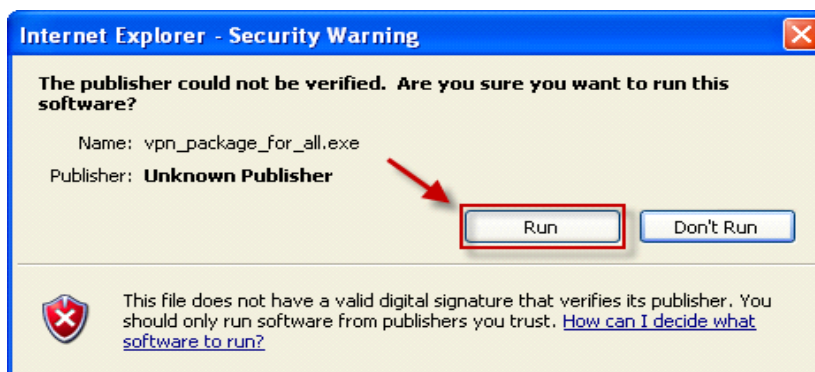 Internet Explorer - Security Warning
The publisher could not be verified.  Are you sure you want to run this
software?
Name: vpn_package_for_all.exe
Publisher: Unknown Publisher
Run
Don't Run
This file does not have a valid digital signature that verifies its publisher. You
should only run software from publishers you trust. How can I decide what
software to run?